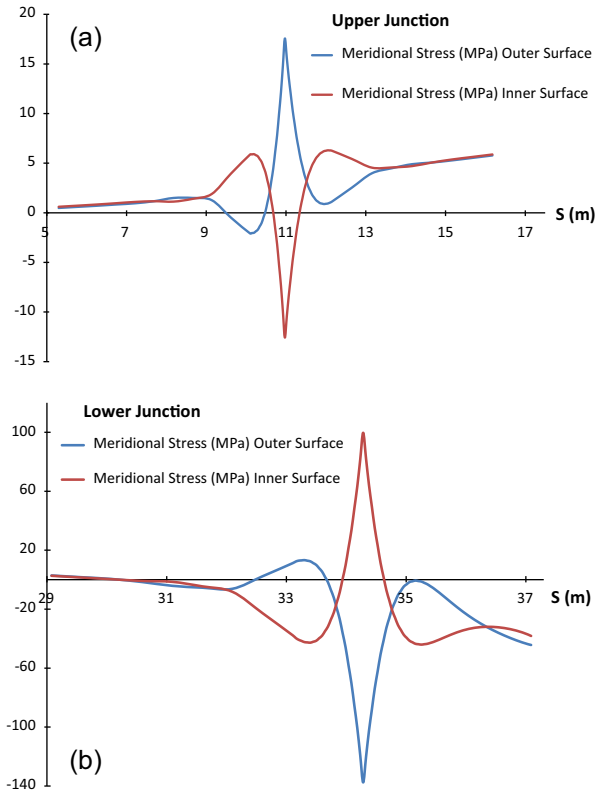 (a)
Upper Junction
Meridional Stress (MPa) Outer Surface
Meridional Stress (MPa) Inner Surface
20
15
10
5
0
-5
-10
-15
5 7 9 11 13 15 17
S (m)
Lower Junction
Meridional Stress (MPa) Outer Surface
Meridional Stress (MPa) Inner Surface
100
60
20
-20
-60
-100
-140
29 31 33 35 37
S (m)
(b)